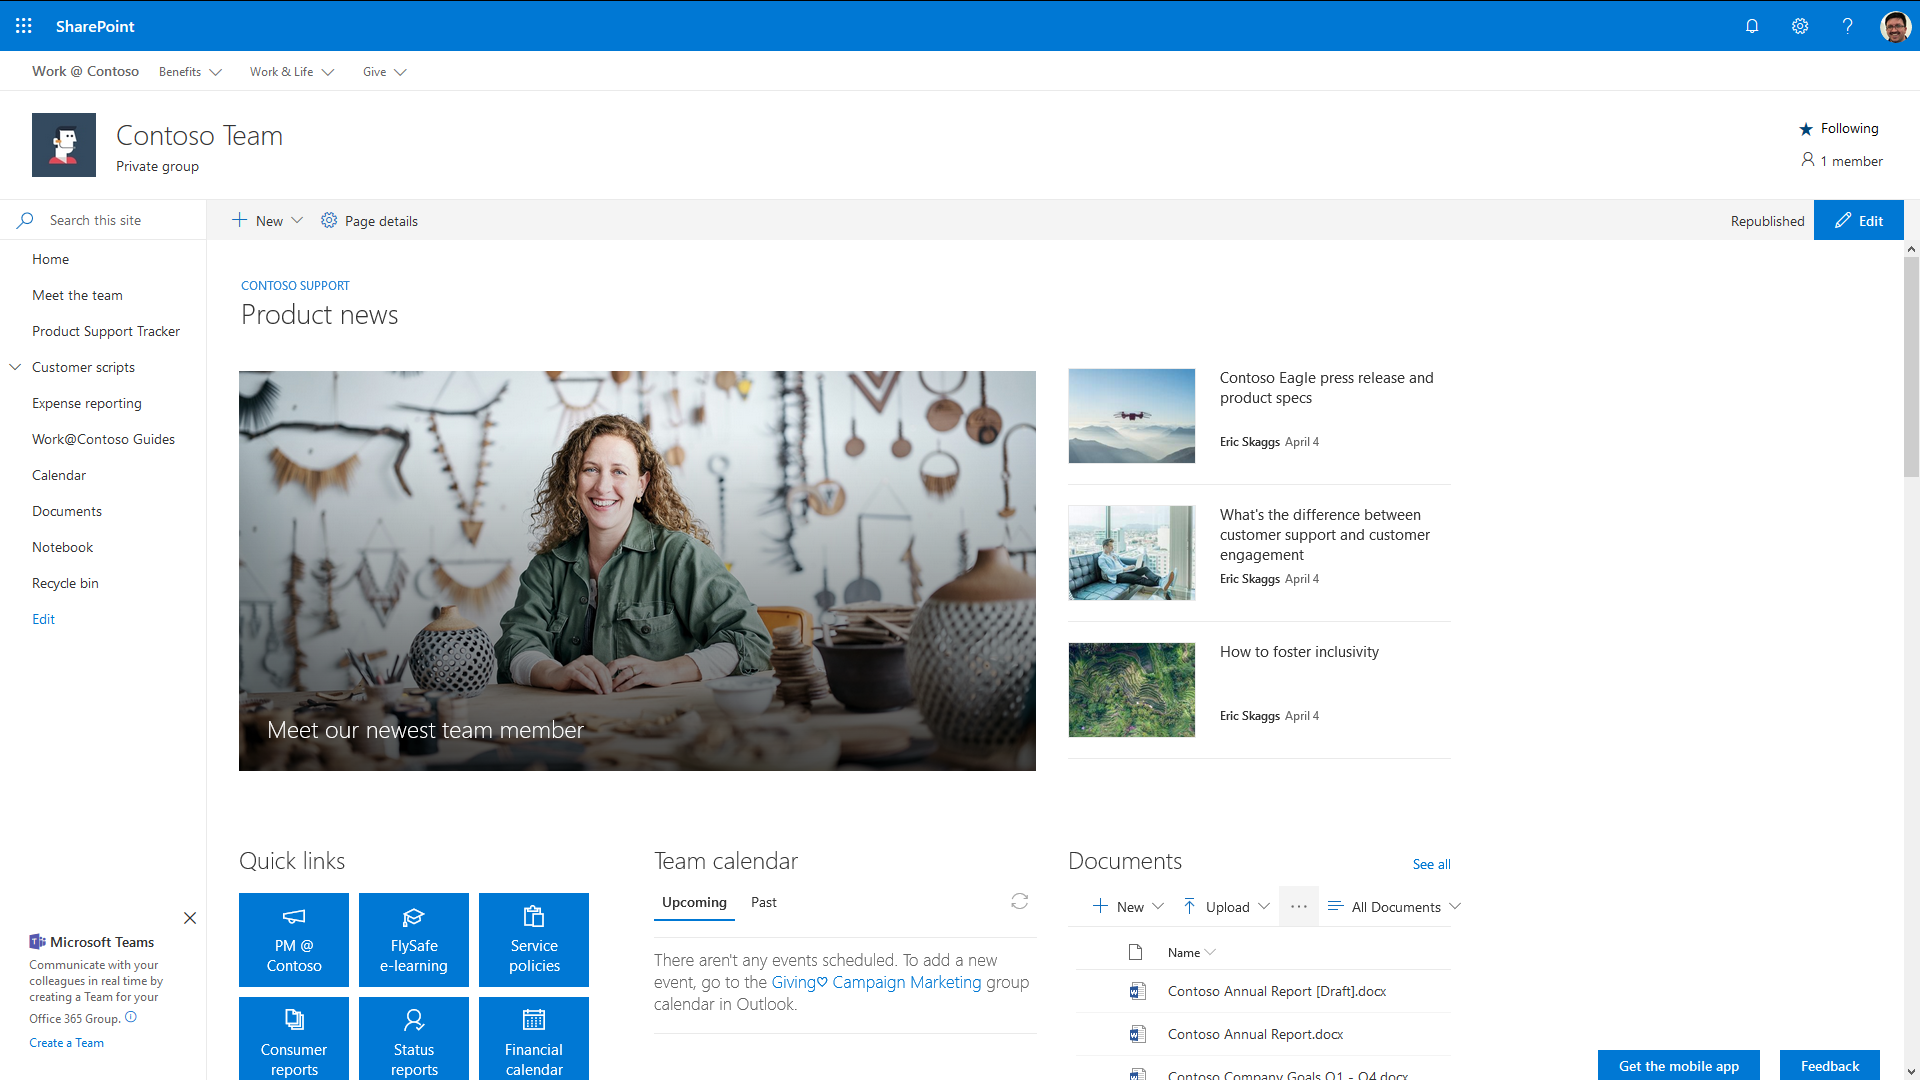 SharePoint
Work @ Contoso
Benefits
Work & Life
Give
Contoso Team
Private group
Following
1 member
Search this site
New
Page details
Republished
Edit
Home
Meet the team
Product Support Tracker
Customer scripts
Expense reporting
Work@Contoso Guides
Calendar
Documents
Notebook
Recycle bin
Edit
CONTOSO SUPPORT
Product news
Meet our newest team member
Contoso Eagle press release and
product specs
Eric Skaggs April 4
What's the difference between
customer support and customer
engagement
Eric Skaggs April 4
How to foster inclusivity
Eric Skaggs April 4
Microsoft Teams
Communicate with your
colleagues in real time by
creating a Team for your
Office 365 Group.
Create a Team
Quick links
PM @
Contoso
FlySafe
e-learning
Service
policies
Consumer
reports
Status
reports
Financial
calendar
Team calendar
Upcoming
Past
There aren't any events scheduled. To add a new
event, go to the Giving♡ Campaign Marketing group
calendar in Outlook.
Documents
See all
New
Upload
All Documents
Name
Contoso Annual Report [Draft].docx
Contoso Annual Report.docx
Contoso Company Goals Q1 - Q4.docx
Get the mobile app
Feedback